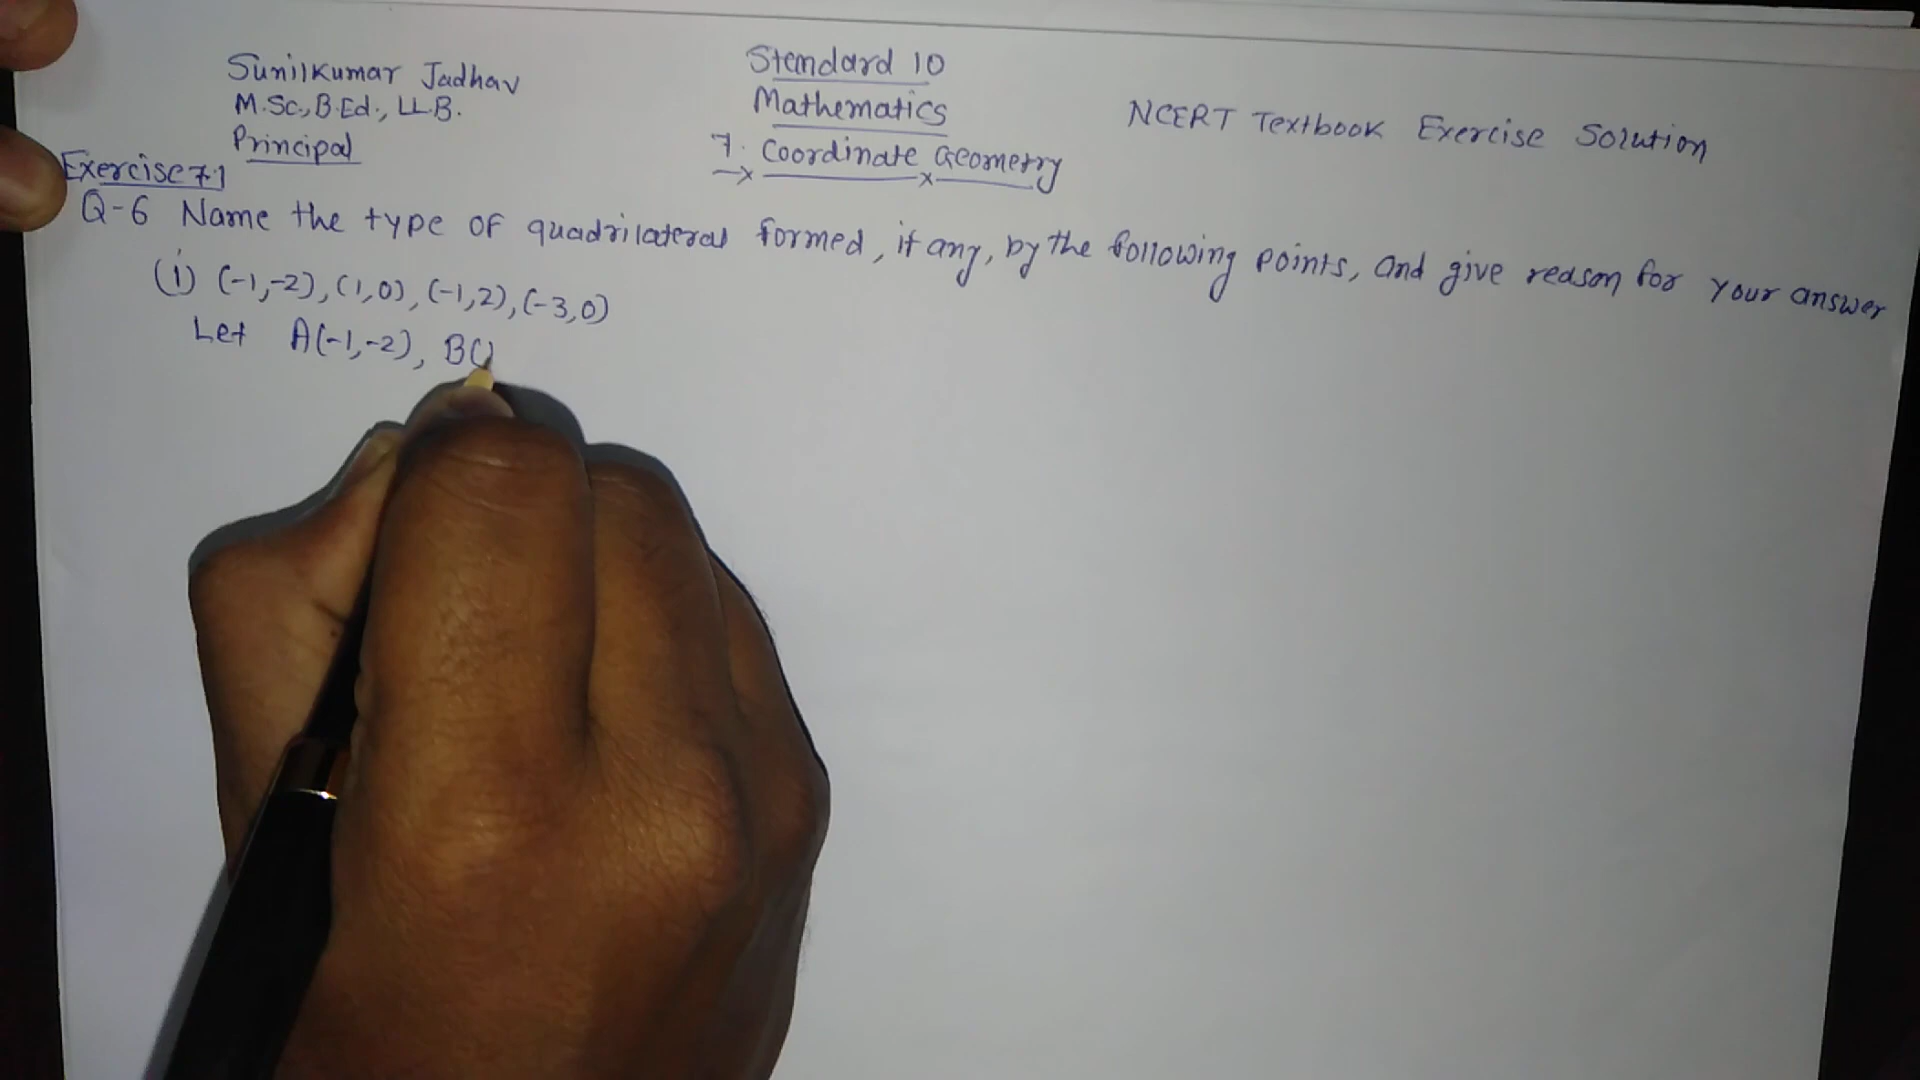 Sunilkumar Jadhav
M.Sc., B.Ed., LL.B.
Principal
Standard 10
Mathematics
7. Coordinate Geometry
NCERT Textbook Exercise Solution
Exercise 7.1
Q-6 Name the type of quadrilateral formed, if any, by the following points, and give reason for your answer
(i) (-1,-2), (1,0), (-1,2), (-3,0)
Let A(-1,-2), B(1